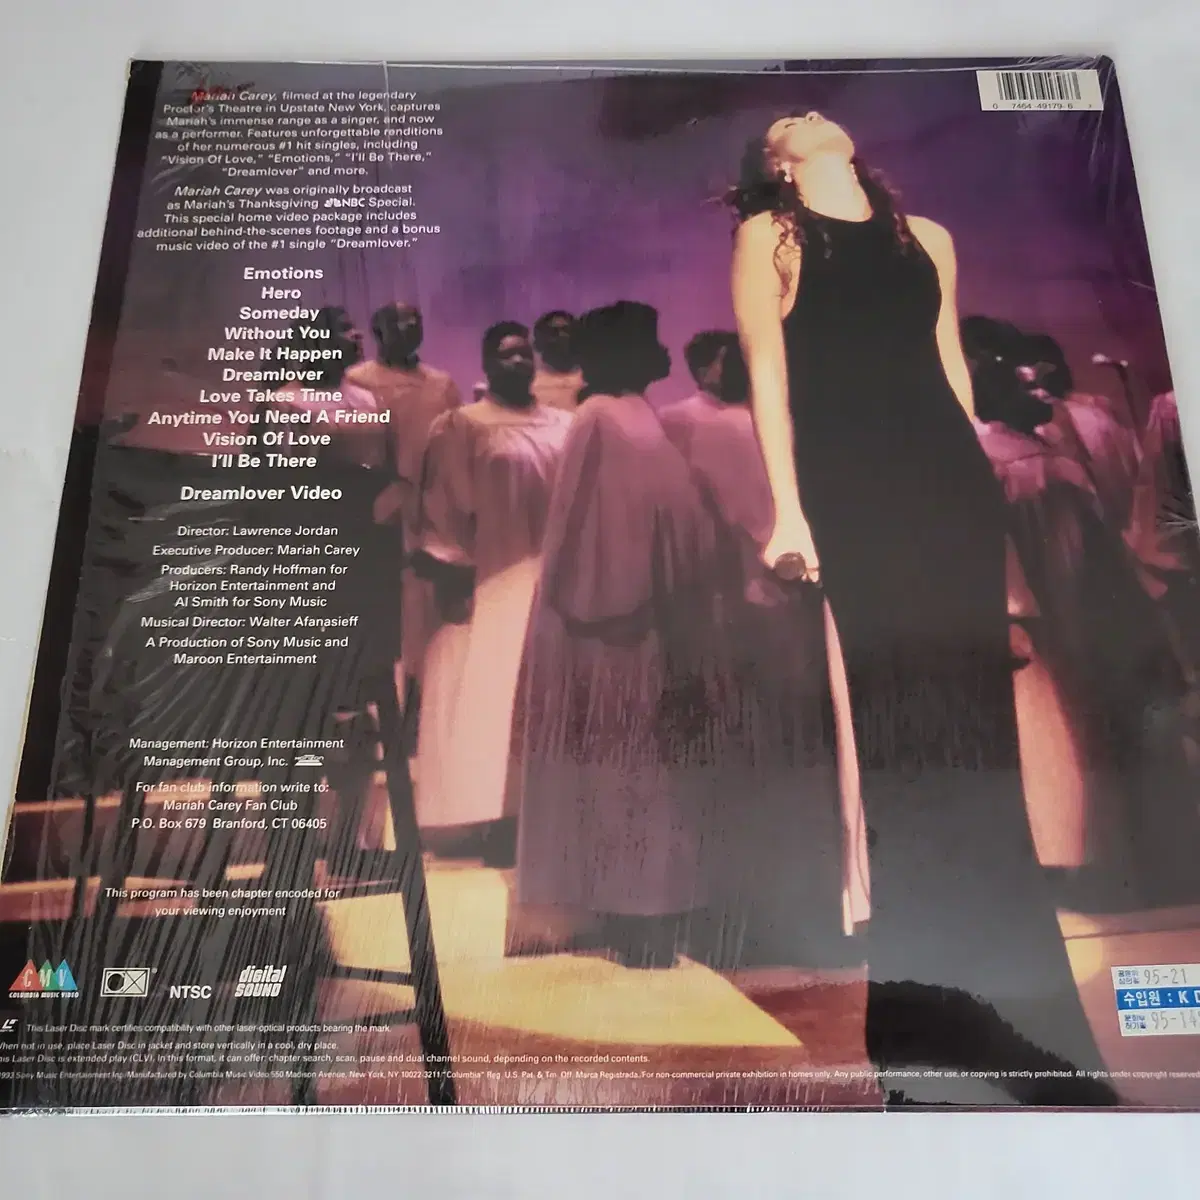 Mariah Carey, filmed at the legendary
Proctor's Theatre in Upstate New York, captures
Mariah's immense range as a singer, and now
as a performer. Features unforgettable renditions
of her numerous #1 hit singles, including
"Vision Of Love," "Emotions," "I'll Be There,"
"Dreamlover" and more.
Mariah Carey was originally broadcast
as Mariah's Thanksgiving NBC Special.
This special home video package includes
additional behind-the-scenes footage and a bonus
music video of the #1 single "Dreamlover."
0 7464-49179-6
Emotions
Hero
Someday
Without You
Make It Happen
Dreamlover
Love Takes Time
Anytime You Need A Friend
Vision Of Love
I'll Be There
Dreamlover Video
Director: Lawrence Jordan
Executive Producer: Mariah Carey
Producers: Randy Hoffman for
Horizon Entertainment and
Al Smith for Sony Music
Musical Director: Walter Afanasieff
A Production of Sony Music and
Maroon Entertainment
Management: Horizon Entertainment
Management Group, Inc.
For fan club information write to:
Mariah Carey Fan Club
P.O. Box 679 Branford, CT 06405
This program has been chapter encoded for
your viewing enjoyment
CMV
COLUMBIA MUSIC VIDEO
CX
NTSC
digital
SOUND
95-21
수입원 : K D
95-14
This Laser Disc mark certifies compatibility with other laser-optical products bearing the mark.
When not in use, place Laser Disc in jacket and store vertically in a cool, dry place.
This Laser Disc is extended play (CLV). In this format, it can offer: chapter search, scan, pause and dual channel sound, depending on the recorded contents.
1993 Sony Music Entertainment Inc./Manufactured by Columbia Music Video/550 Madison Avenue, New York, NY 10022-3211/"Columbia" Reg. U.S. Pat. & Tm. Off. Marca Registrada./For non-commercial private exhibition in homes only. Any public performance, other use, or copying is strictly prohibited. All rights under copyright reserved